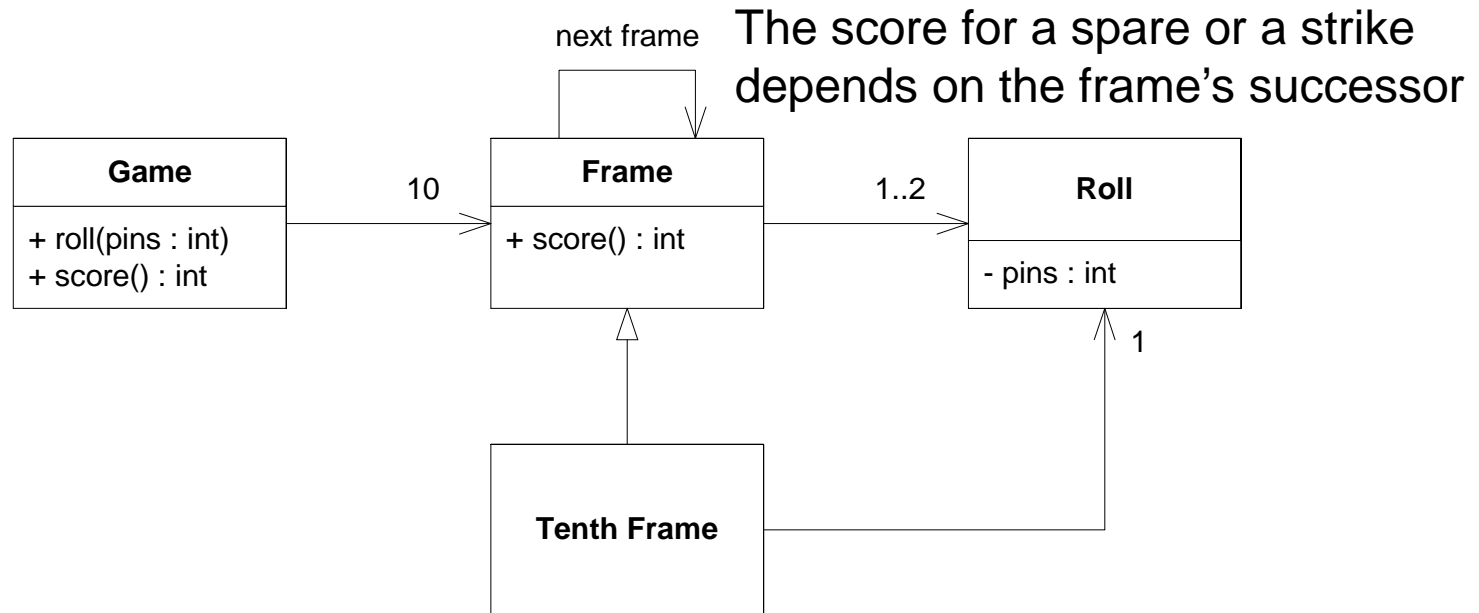 next frame
The score for a spare or a strike
depends on the frame’s successor
Game
+ roll(pins : int)
+ score() : int
10
Frame
+ score() : int
1..2
Roll
- pins : int
1
Tenth Frame